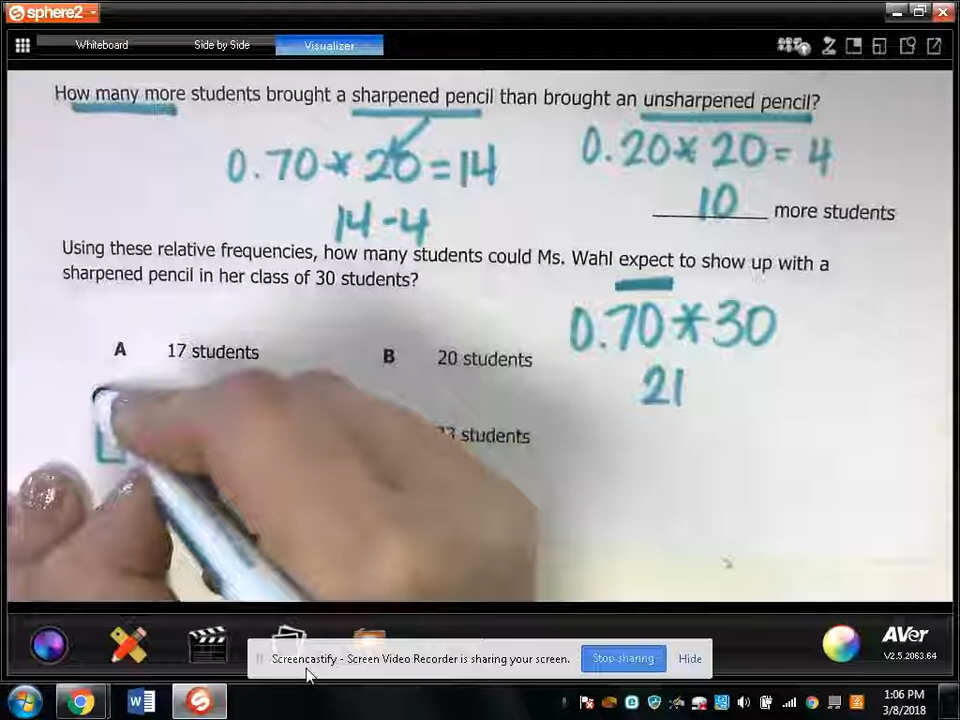 sphere2
Whiteboard Side by Side Visualizer
How many more students brought a sharpened pencil than brought an unsharpened pencil?
0.70 * 20 = 14
0.20 * 20 = 4
14 - 4
10 more students
Using these relative frequencies, how many students could Ms. Wahl expect to show up with a
sharpened pencil in her class of 30 students?
0.70 * 30
21
A 17 students B 20 students
students
Screencastify - Screen Video Recorder is sharing your screen. Stop sharing Hide
AVer
V2.5.2063.64
1:06 PM
3/8/2018